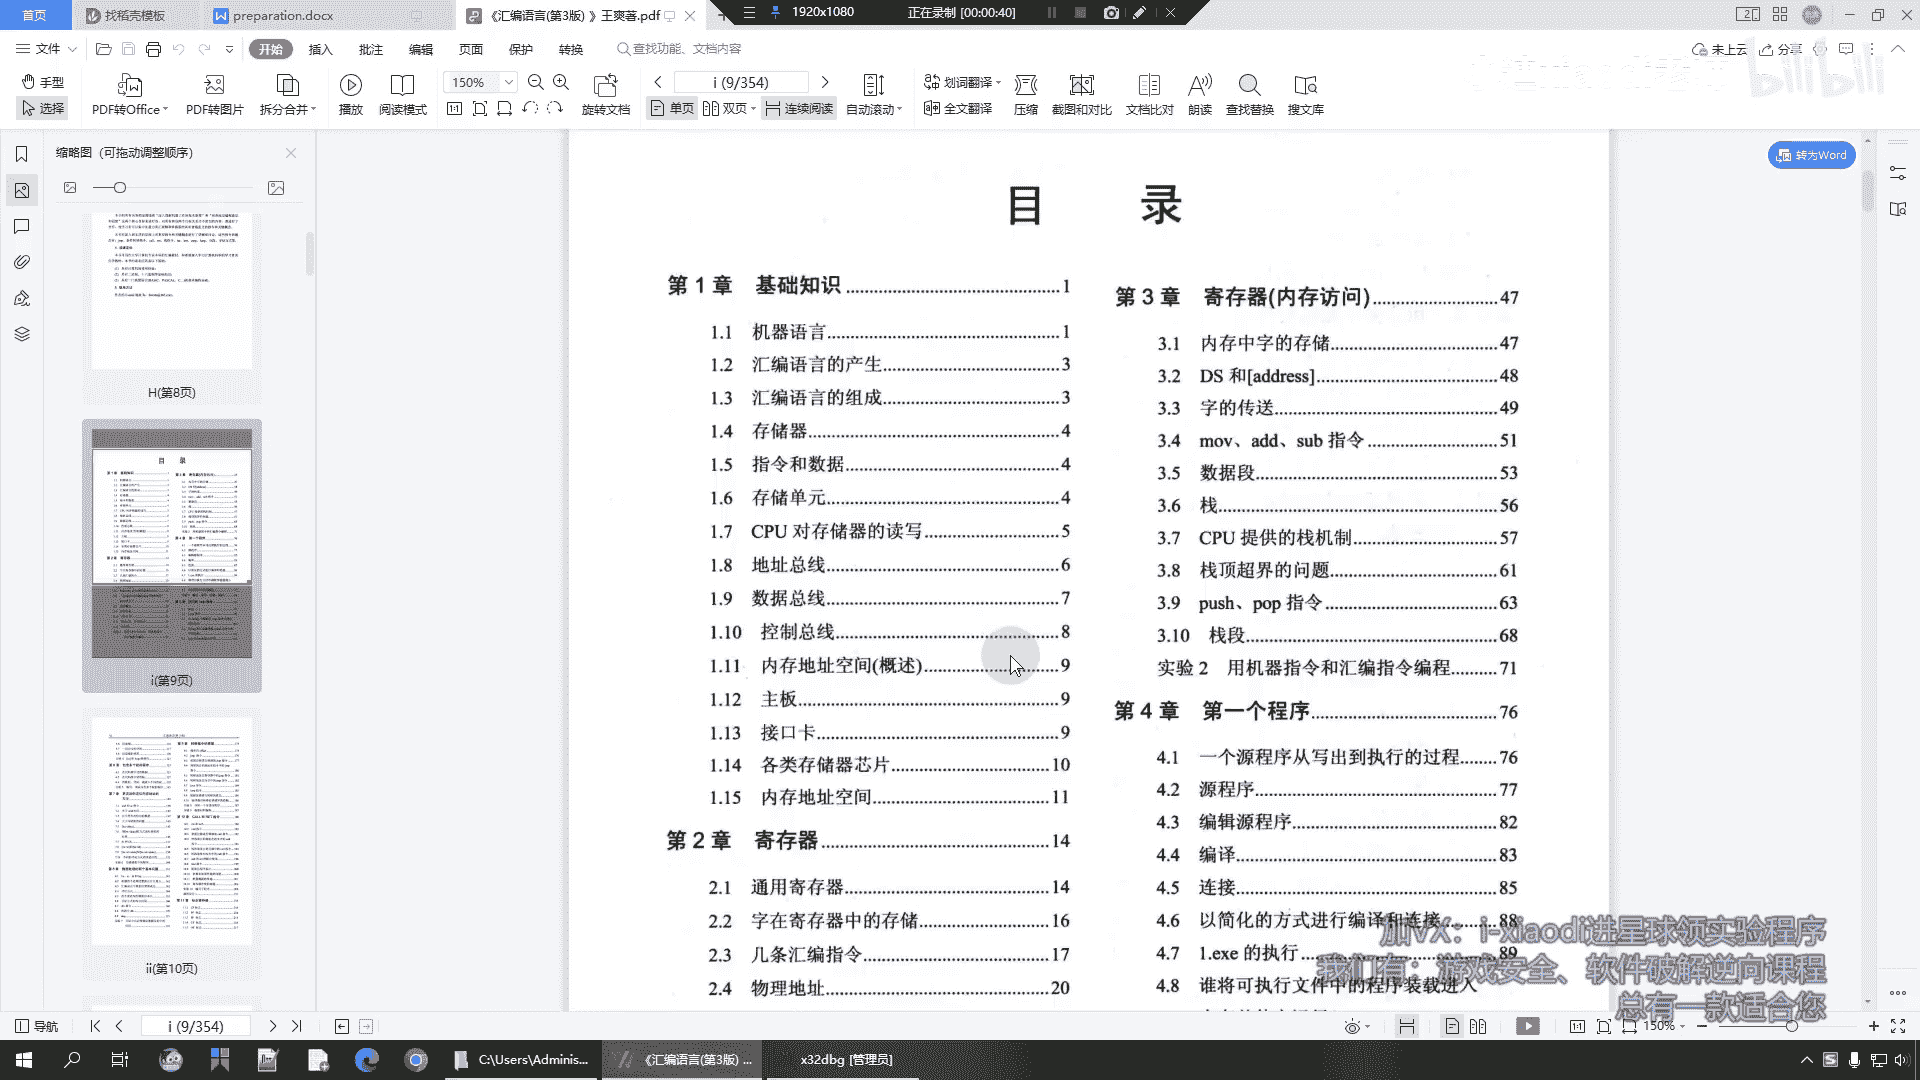 首页
找稻壳模板
preparation.docx
《汇编语言(第3版) 》王爽著.pdf
1920x1080
正在录制 [00:00:40]
文件
开始
插入
批注
编辑
页面
保护
转换
查找功能、文档内容
未上云
分享
bilibili
手型
选择
PDF转Office
PDF转图片
拆分合并
播放
阅读模式
150%
旋转文档
i (9/354)
单页
双页
连续阅读
自动滚动
划词翻译
全文翻译
压缩
截图和对比
文档比对
朗读
查找替换
搜文库
缩略图（可拖动调整顺序）
转为Word
H(第8页)
i(第9页)
ii(第10页)
目 录
第 1 章 基础知识 1
1.1 机器语言 1
1.2 汇编语言的产生 3
1.3 汇编语言的组成 3
1.4 存储器 4
1.5 指令和数据 4
1.6 存储单元 4
1.7 CPU 对存储器的读写 5
1.8 地址总线 6
1.9 数据总线 7
1.10 控制总线 8
1.11 内存地址空间(概述) 9
1.12 主板 9
1.13 接口卡 9
1.14 各类存储器芯片 10
1.15 内存地址空间 11
第 2 章 寄存器 14
2.1 通用寄存器 14
2.2 字在寄存器中的存储 16
2.3 几条汇编指令 17
2.4 物理地址 20
第 3 章 寄存器(内存访问) 47
3.1 内存中字的存储 47
3.2 DS 和[address] 48
3.3 字的传送 49
3.4 mov、add、sub 指令 51
3.5 数据段 53
3.6 栈 56
3.7 CPU 提供的栈机制 57
3.8 栈顶超界的问题 61
3.9 push、pop 指令 63
3.10 栈段 68
实验 2 用机器指令和汇编指令编程 71
第 4 章 第一个程序 76
4.1 一个源程序从写出到执行的过程 76
4.2 源程序 77
4.3 编辑源程序 82
4.4 编译 83
4.5 连接 85
4.6 以简化的方式进行编译和连接 88
4.7 1.exe 的执行 89
4.8 谁将可执行文件中的程序装载进入
加VX：i-xiaodi进星球领实验程序
我们有：游戏安全、软件破解逆向课程
总有一款适合您
导航
i (9/354)
150%
C:\Users\Adminis...
《汇编语言(第3版) ...
x32dbg [管理员]